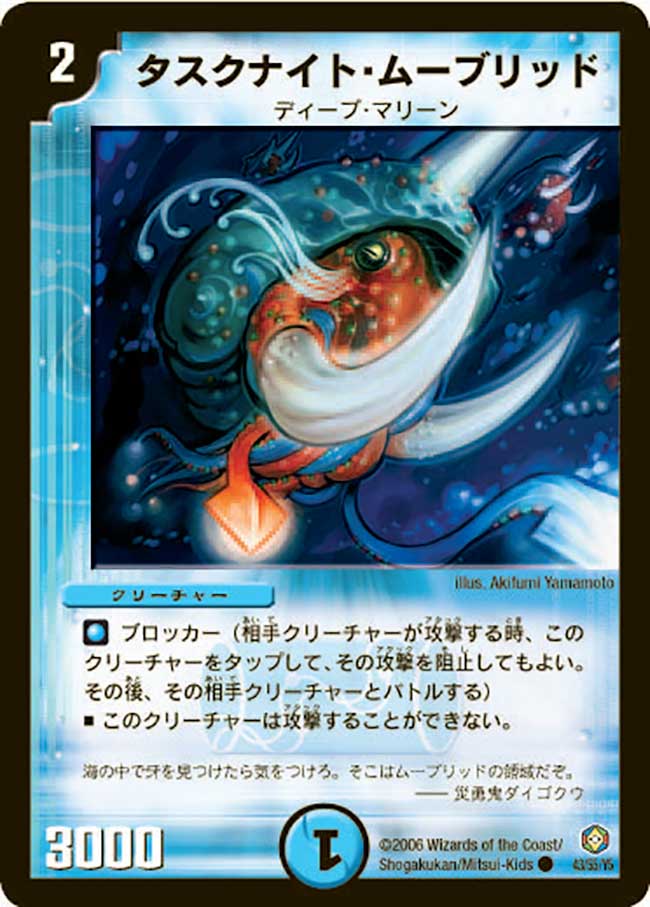 2
タスクナイト・ムーブリッド
ディープ・マリーン
illus. Akifumi Yamamoto
クリーチャー
ブロッカー（相手クリーチャーが攻撃する時、この
クリーチャーをタップして、その攻撃を阻止してもよい。
その後、その相手クリーチャーとバトルする）
■ このクリーチャーは攻撃することができない。
海の中で牙を見つけたら気をつけろ。そこはムーブリッドの領域だぞ。
―― 災勇鬼ダイゴクウ
3000
1
©2006 Wizards of the Coast/
Shogakukan/Mitsui-Kids
43/55/Y5